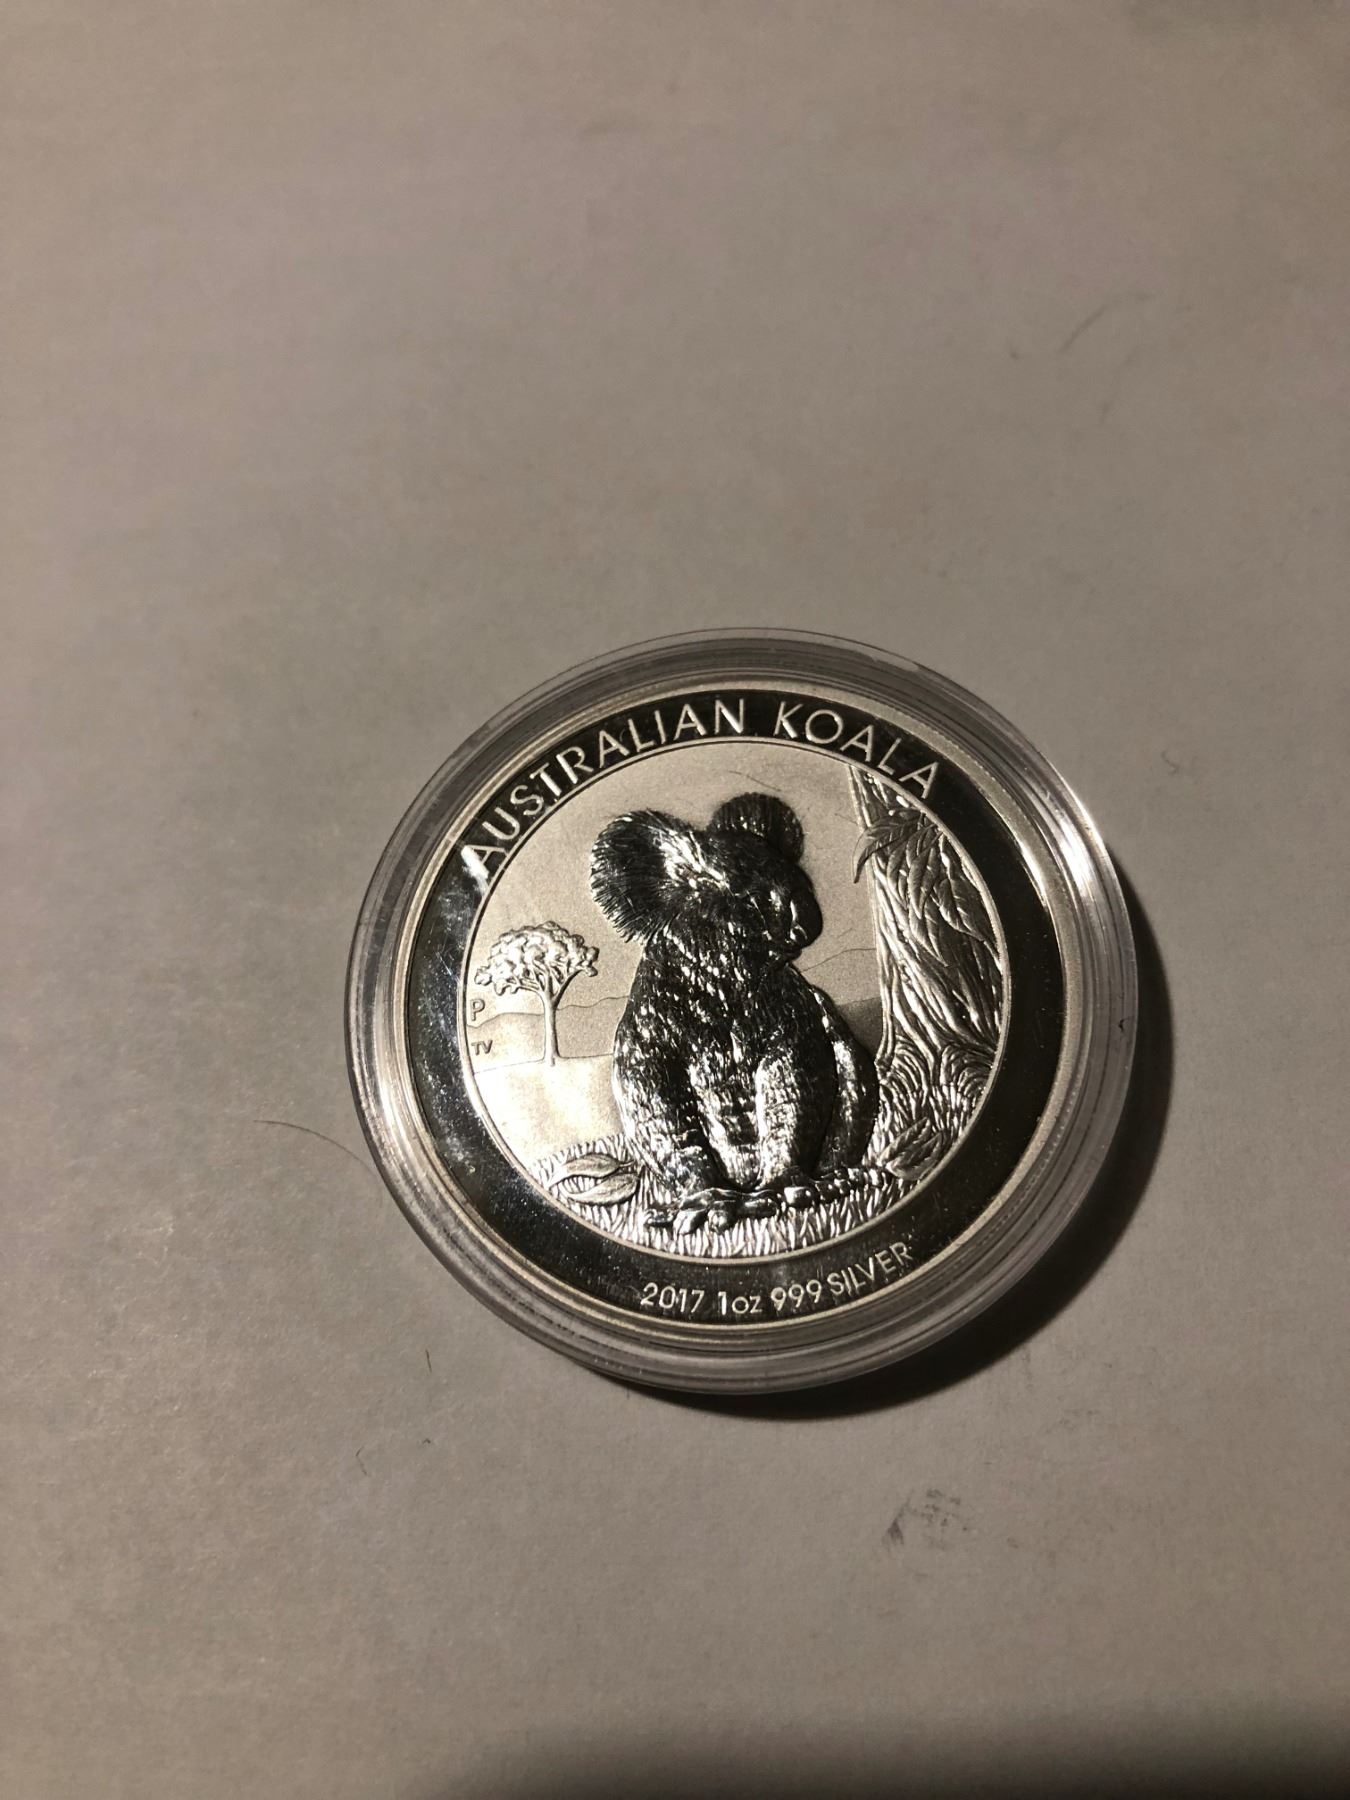 AUSTRALIAN KOALA
P
TV
2017 1oz 999 SILVER